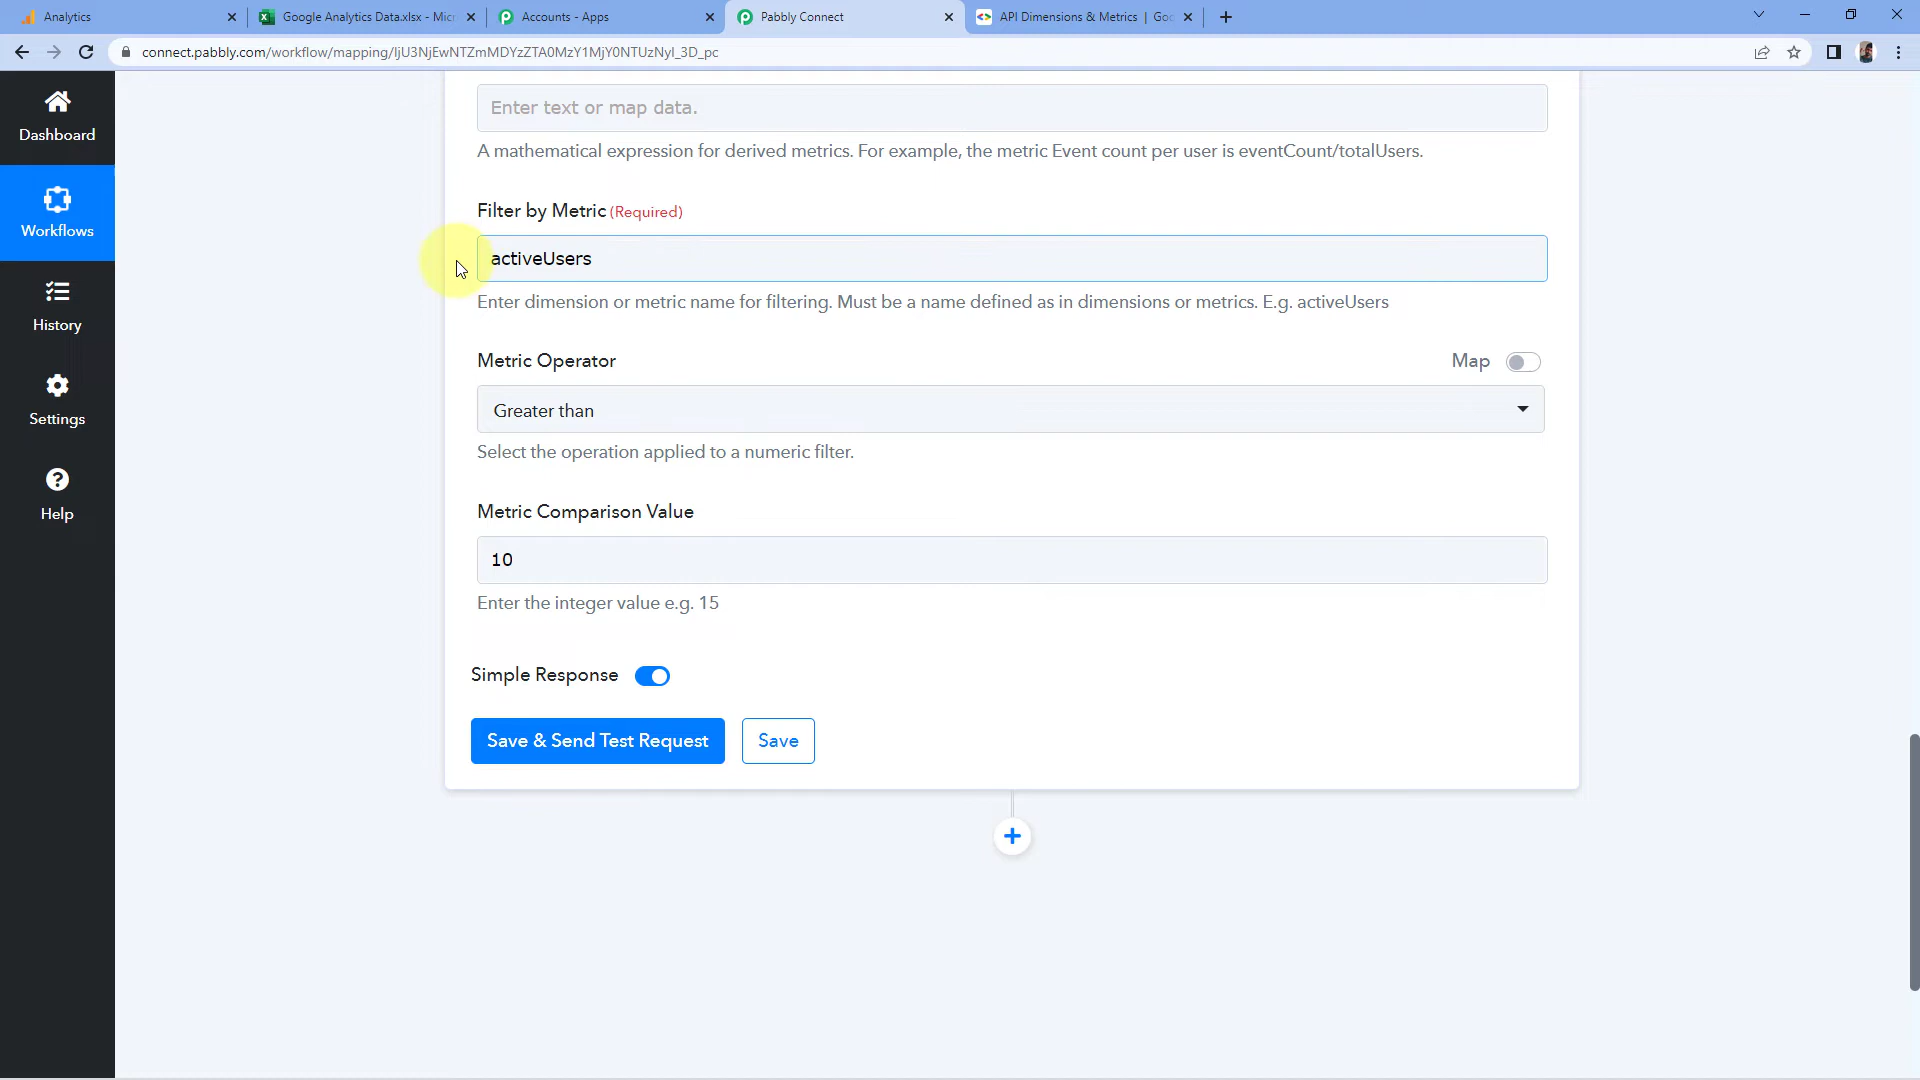 Analytics
Google Analytics Data.xlsx - Micr
Accounts - Apps
Pabbly Connect
API Dimensions & Metrics | Goo
connect.pabbly.com/workflow/mapping/IjU3NjEwNTZmMDYzZTA0MzY1MjY0NTUzNyI_3D_pc
Dashboard
Workflows
History
Settings
Help
Enter text or map data.
A mathematical expression for derived metrics. For example, the metric Event count per user is eventCount/totalUsers.
Filter by Metric (Required)
activeUsers
Enter dimension or metric name for filtering. Must be a name defined as in dimensions or metrics. E.g. activeUsers
Metric Operator
Map
Greater than
Select the operation applied to a numeric filter.
Metric Comparison Value
10
Enter the integer value e.g. 15
Simple Response
Save & Send Test Request
Save